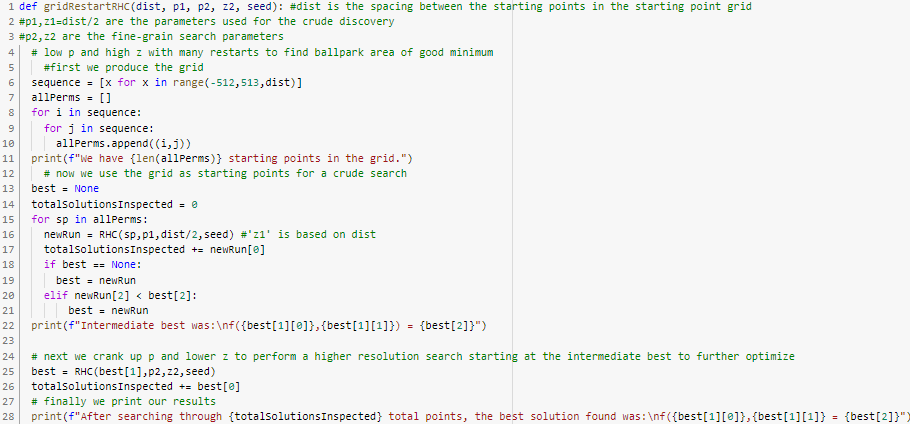 1 def gridRestartRHC(dist, p1, p2, z2, seed): #dist is the spacing between the starting points in the starting point grid
2 #p1,z1=dist/2 are the parameters used for the crude discovery
3 #p2,z2 are the fine-grain search parameters
4 # low p and high z with many restarts to find ballpark area of good minimum
5 #first we produce the grid
6 sequence = [x for x in range(-512,513,dist)]
7 allPerms = []
8 for i in sequence:
9 for j in sequence:
10 allPerms.append((i,j))
11 print(f"We have {len(allPerms)} starting points in the grid.")
12 # now we use the grid as starting points for a crude search
13 best = None
14 totalSolutionsInspected = 0
15 for sp in allPerms:
16 newRun = RHC(sp,p1,dist/2,seed) #'z1' is based on dist
17 totalSolutionsInspected += newRun[0]
18 if best == None:
19 best = newRun
20 elif newRun[2] < best[2]:
21 best = newRun
22 print(f"Intermediate best was:\nf({best[1][0]},{best[1][1]}) = {best[2]}")
23
24 # next we crank up p and lower z to perform a higher resolution search starting at the intermediate best to further optimize
25 best = RHC(best[1],p2,z2,seed)
26 totalSolutionsInspected += best[0]
27 # finally we print our results
28 print(f"After searching through {totalSolutionsInspected} total points, the best solution found was:\nf({best[1][0]},{best[1][1]} = {best[2]}")